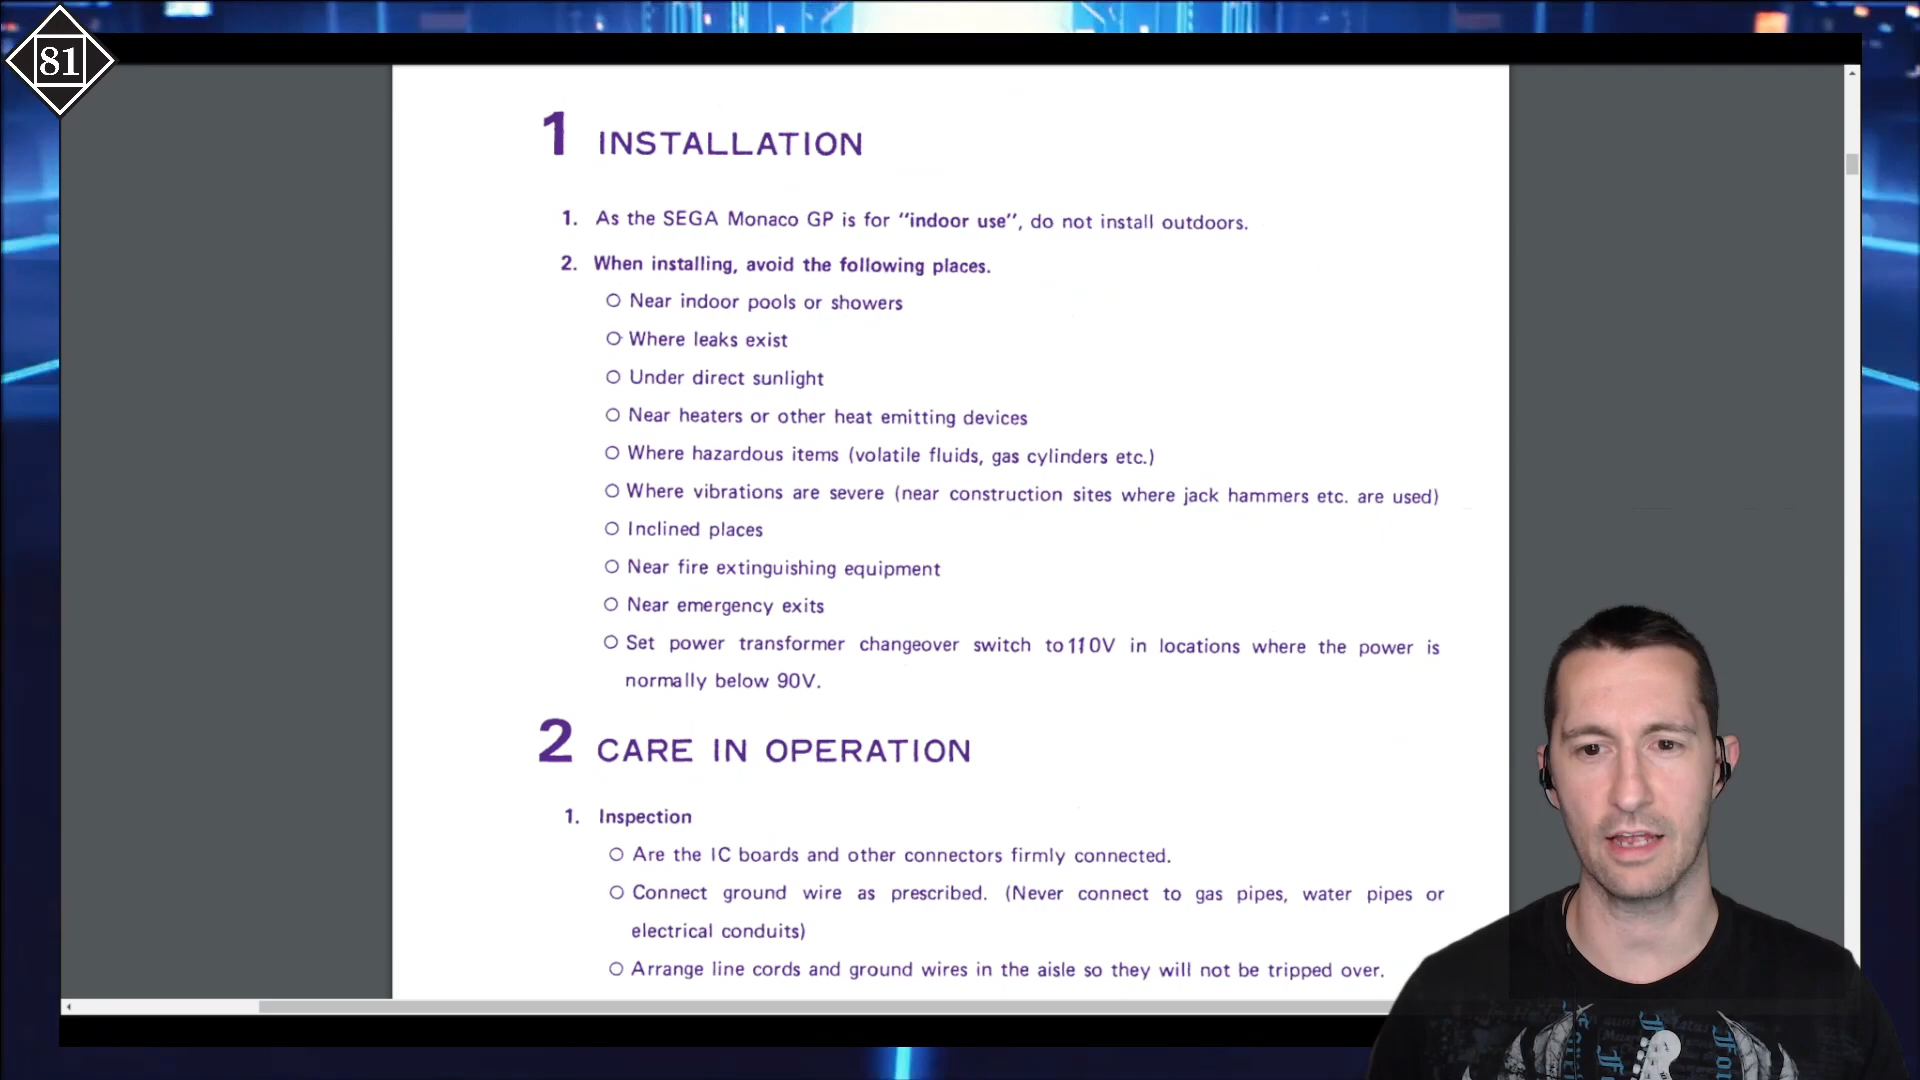 81
1 INSTALLATION
1. As the SEGA Monaco GP is for "indoor use", do not install outdoors.
2. When installing, avoid the following places.
○ Near indoor pools or showers
○ Where leaks exist
○ Under direct sunlight
○ Near heaters or other heat emitting devices
○ Where hazardous items (volatile fluids, gas cylinders etc.)
○ Where vibrations are severe (near construction sites where jack hammers etc. are used)
○ Inclined places
○ Near fire extinguishing equipment
○ Near emergency exits
○ Set power transformer changeover switch to 110V in locations where the power is
normally below 90V.
2 CARE IN OPERATION
1. Inspection
○ Are the IC boards and other connectors firmly connected.
○ Connect ground wire as prescribed. (Never connect to gas pipes, water pipes or
electrical conduits)
○ Arrange line cords and ground wires in the aisle so they will not be tripped over.